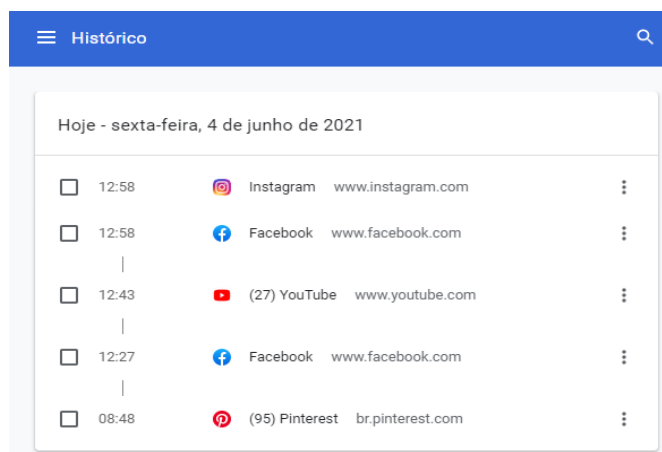 Histórico
Hoje - sexta-feira, 4 de junho de 2021
12:58 Instagram www.instagram.com
12:58 Facebook www.facebook.com
12:43 (27) YouTube www.youtube.com
12:27 Facebook www.facebook.com
08:48 (95) Pinterest br.pinterest.com